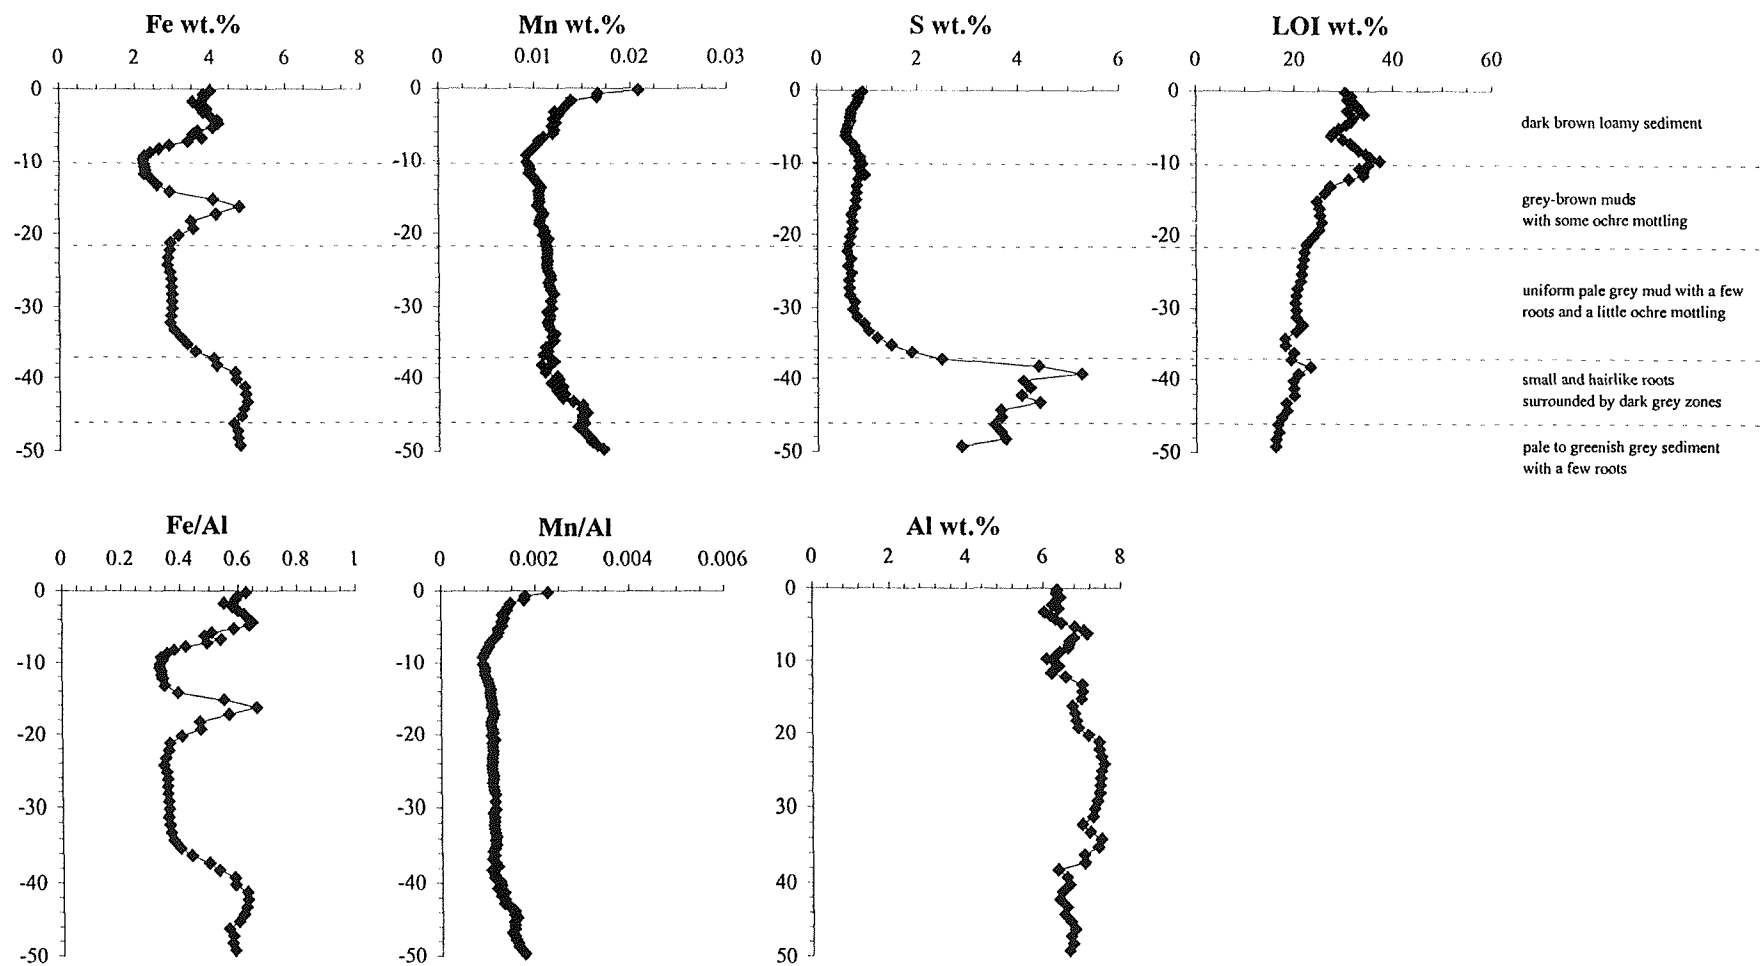 Fe wt.%
Mn wt.%
S wt.%
LOI wt.%
0 2 4 6 8
0 0.01 0.02 0.03
0 2 4 6
0 20 40 60
0
-10
-20
-30
-40
-50
0
-10
-20
-30
-40
-50
0
-10
-20
-30
-40
-50
0
-10
-20
-30
-40
-50
dark brown loamy sediment
grey-brown muds
with some ochre mottling
uniform pale grey mud with a few
roots and a little ochre mottling
small and hairlike roots
surrounded by dark grey zones
pale to greenish grey sediment
with a few roots
Fe/Al
Mn/Al
Al wt.%
0 0.2 0.4 0.6 0.8 1
0 0.002 0.004 0.006
0 2 4 6 8
0
-10
-20
-30
-40
-50
0
-10
-20
-30
-40
-50
0
10
20
30
40
50